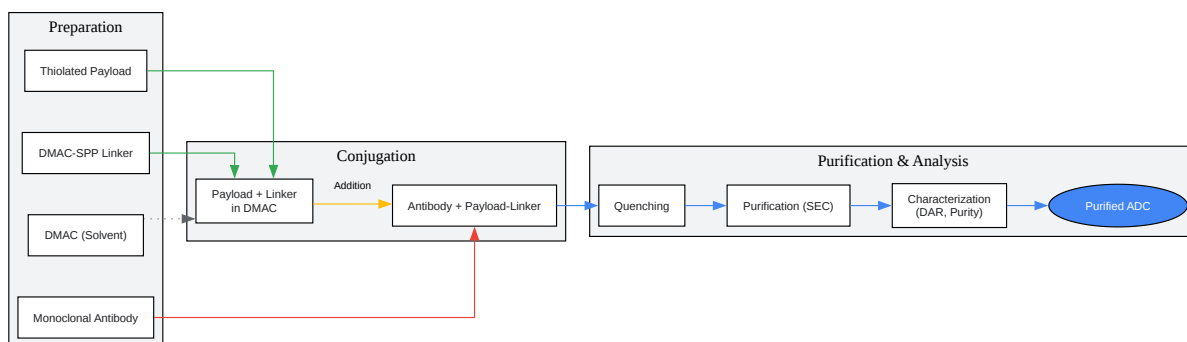 Preparation
Thiolated Payload
DMAC-SPP Linker
DMAC (Solvent)
Monoclonal Antibody
Conjugation
Payload + Linker
in DMAC
Addition
Antibody + Payload-Linker
Purification & Analysis
Quenching
Purification (SEC)
Characterization
(DAR, Purity)
Purified ADC